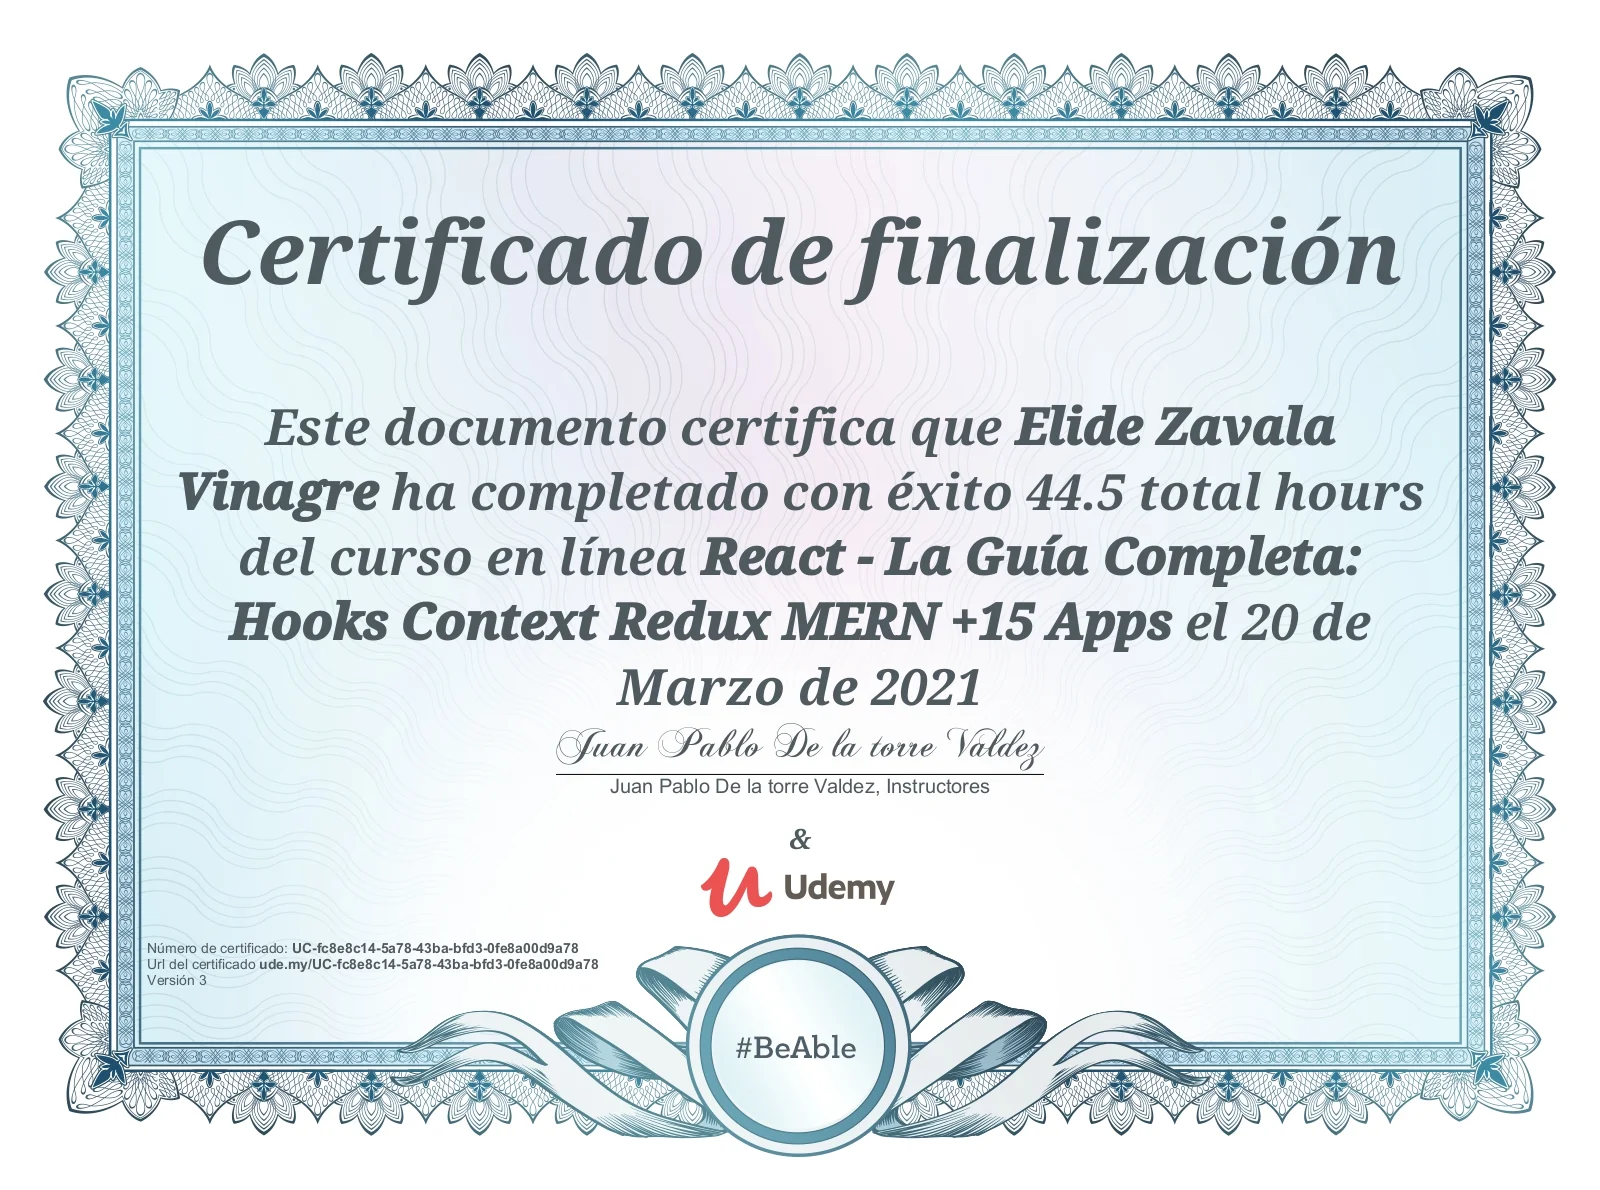 Certificado de finalización
Este documento certifica que Elide Zavala
Vinagre ha completado con éxito 44.5 total hours
del curso en línea React - La Guía Completa:
Hooks Context Redux MERN +15 Apps el 20 de
Marzo de 2021
Juan Pablo De la torre Valdez
Juan Pablo De la torre Valdez, Instructores
&
Udemy
Número de certificado: UC-fc8e8c14-5a78-43ba-bfd3-0fe8a00d9a78
Url del certificado ude.my/UC-fc8e8c14-5a78-43ba-bfd3-0fe8a00d9a78
Versión 3
#BeAble